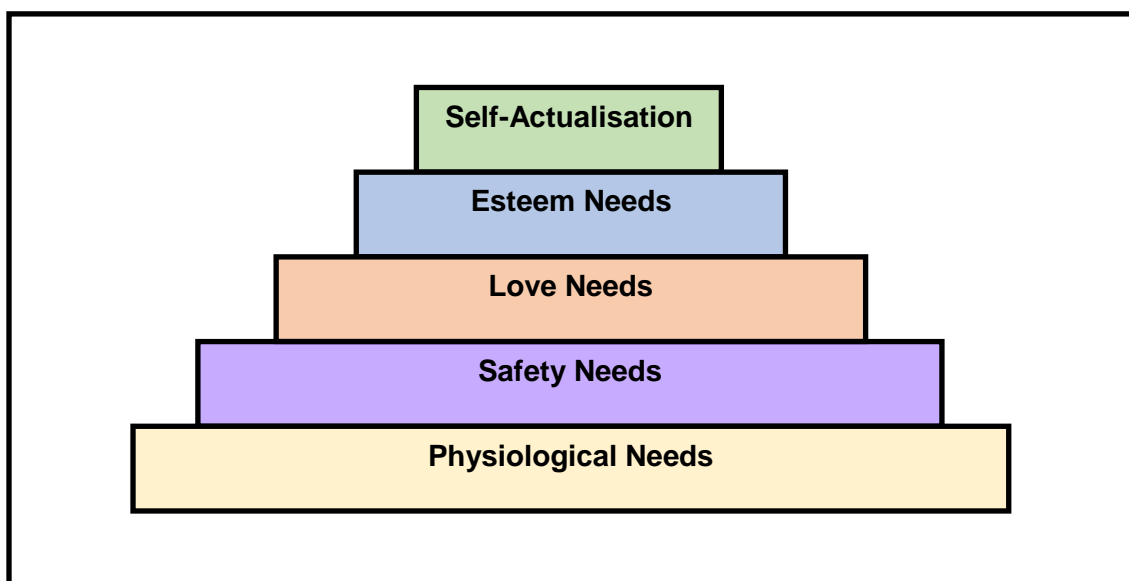 Self-Actualisation
Esteem Needs
Love Needs
Safety Needs
Physiological Needs